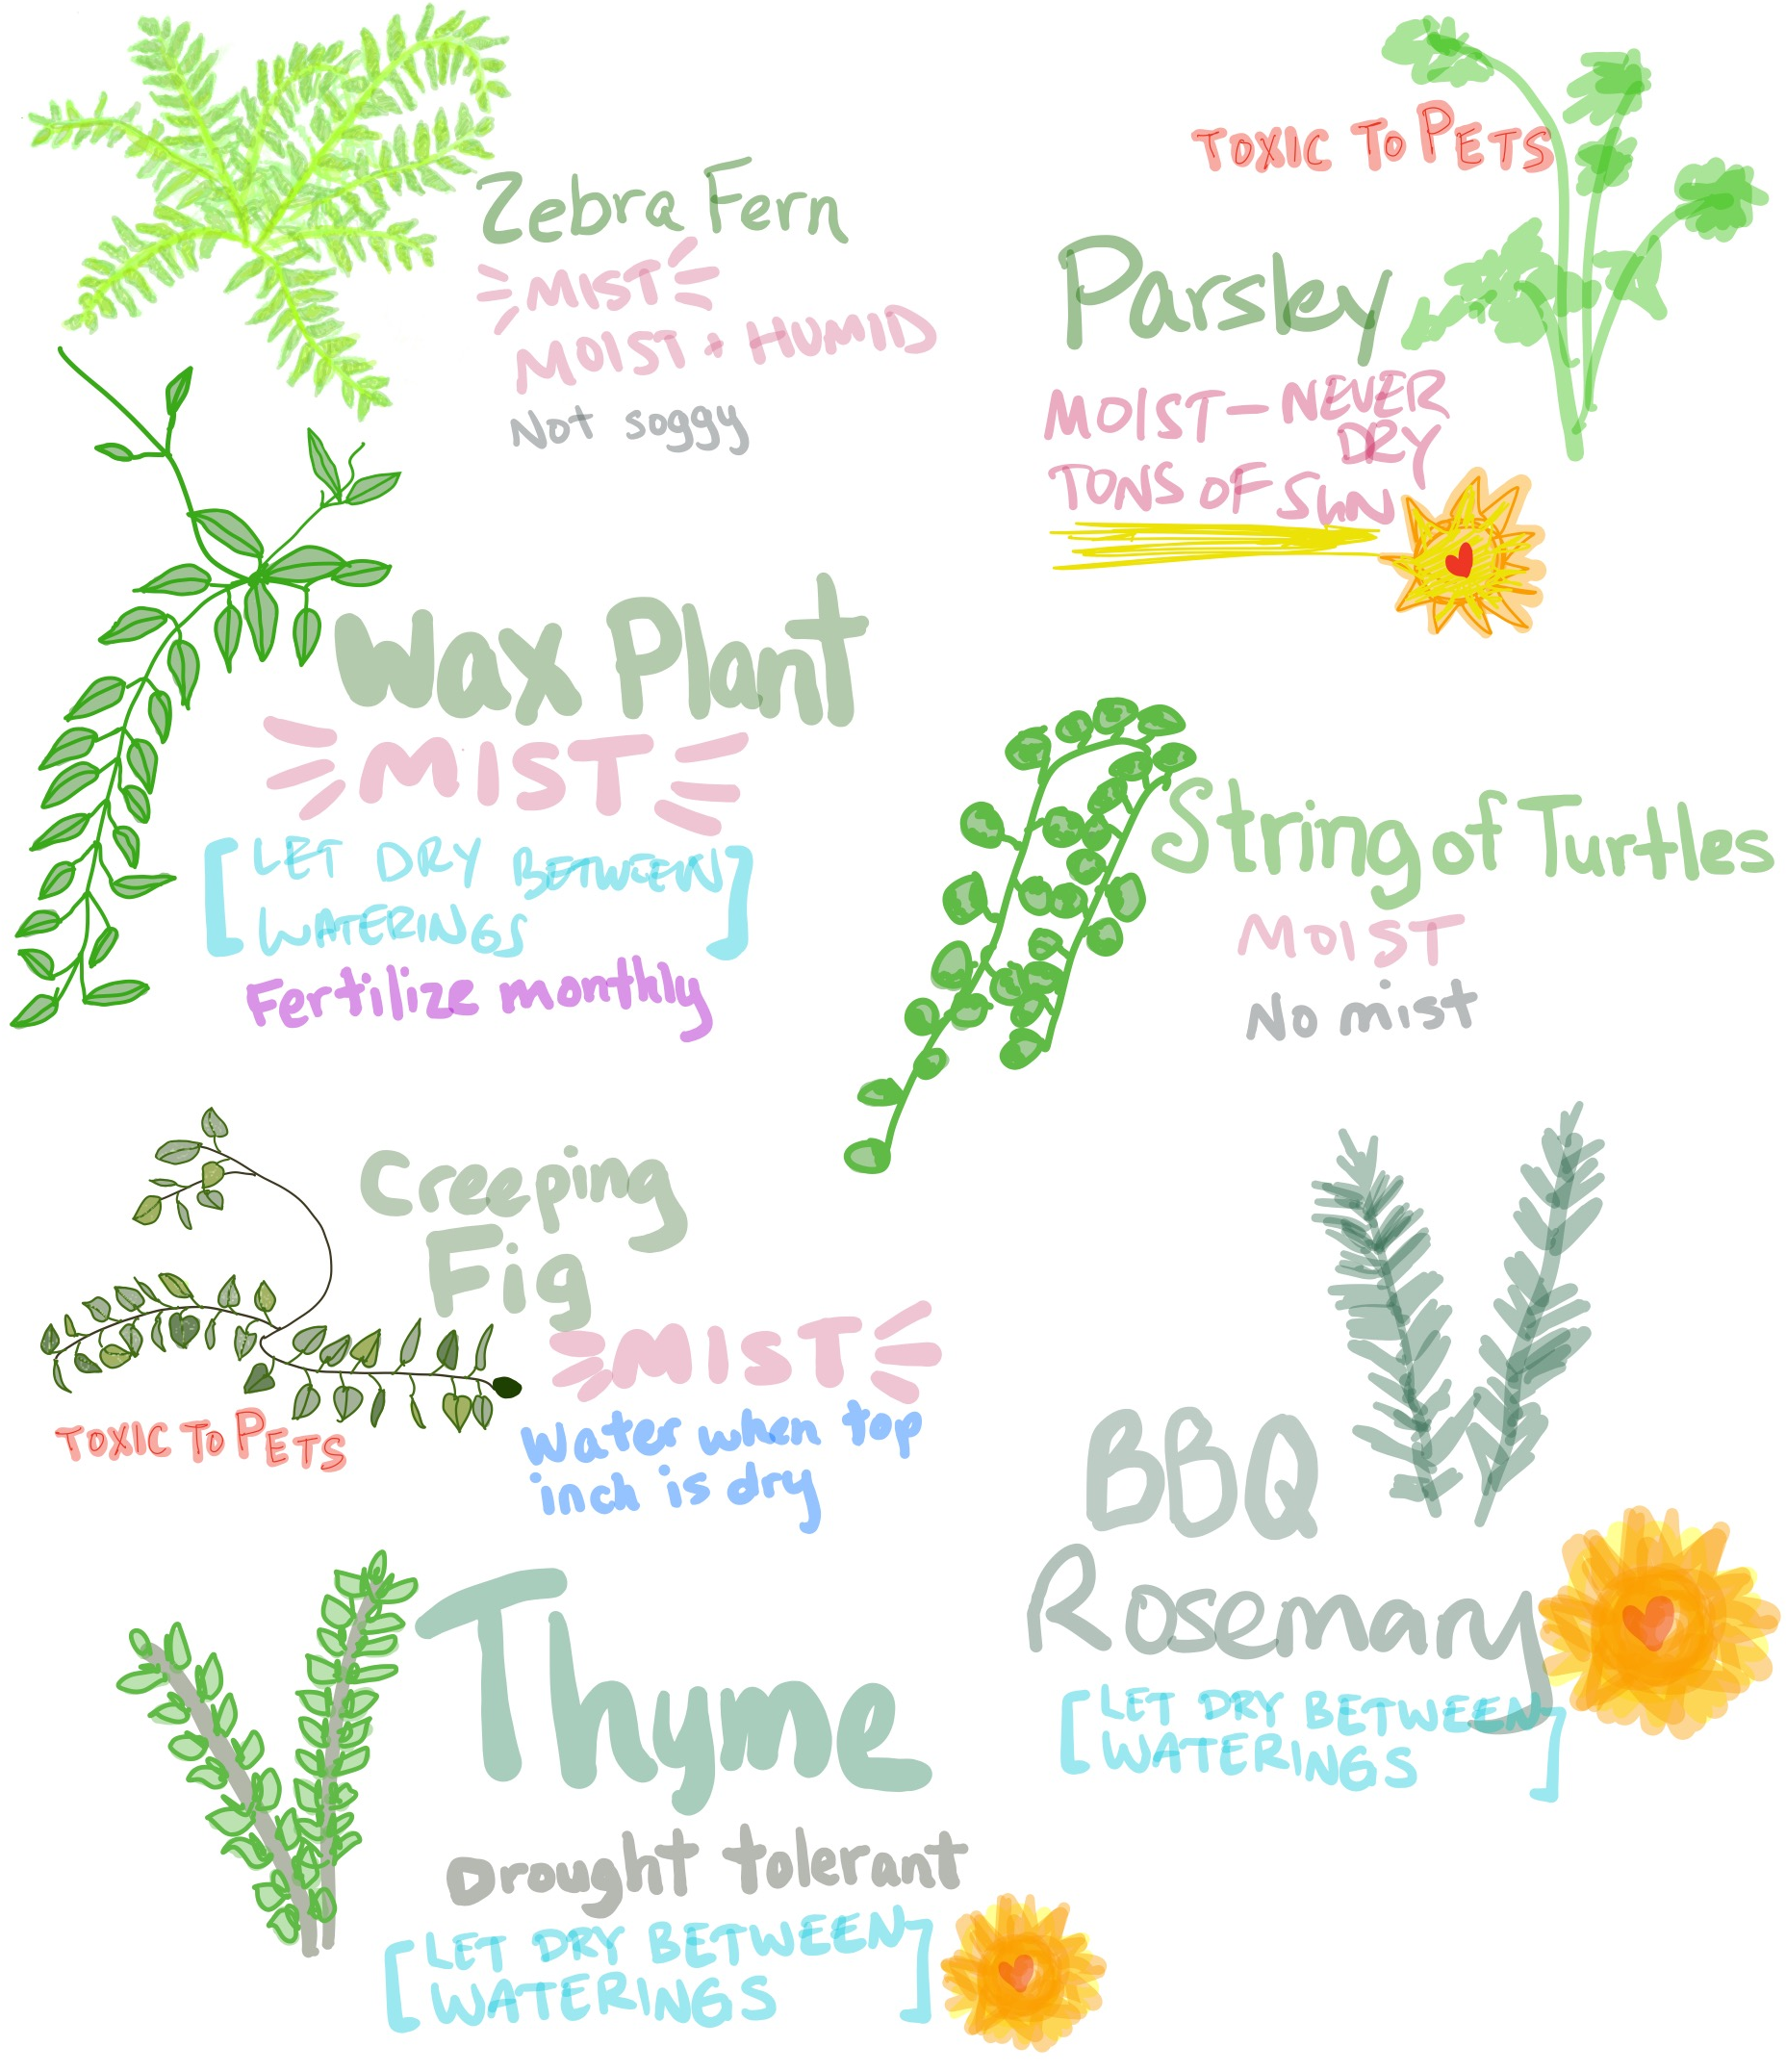 Zebra Fern
MIST
MOIST + HUMID
Not soggy
TOXIC TO PETS
Parsley
MOIST — NEVER
DRY
TONS OF SUN
Wax Plant
MIST
[LET DRY BETWEEN
WATERINGS]
Fertilize monthly
String of Turtles
MOIST
No mist
Creeping
Fig
MIST
TOXIC TO PETS
Water when top
inch is dry
BBQ
Rosemary
[LET DRY BETWEEN
WATERINGS]
Thyme
Drought tolerant
[LET DRY BETWEEN
WATERINGS]